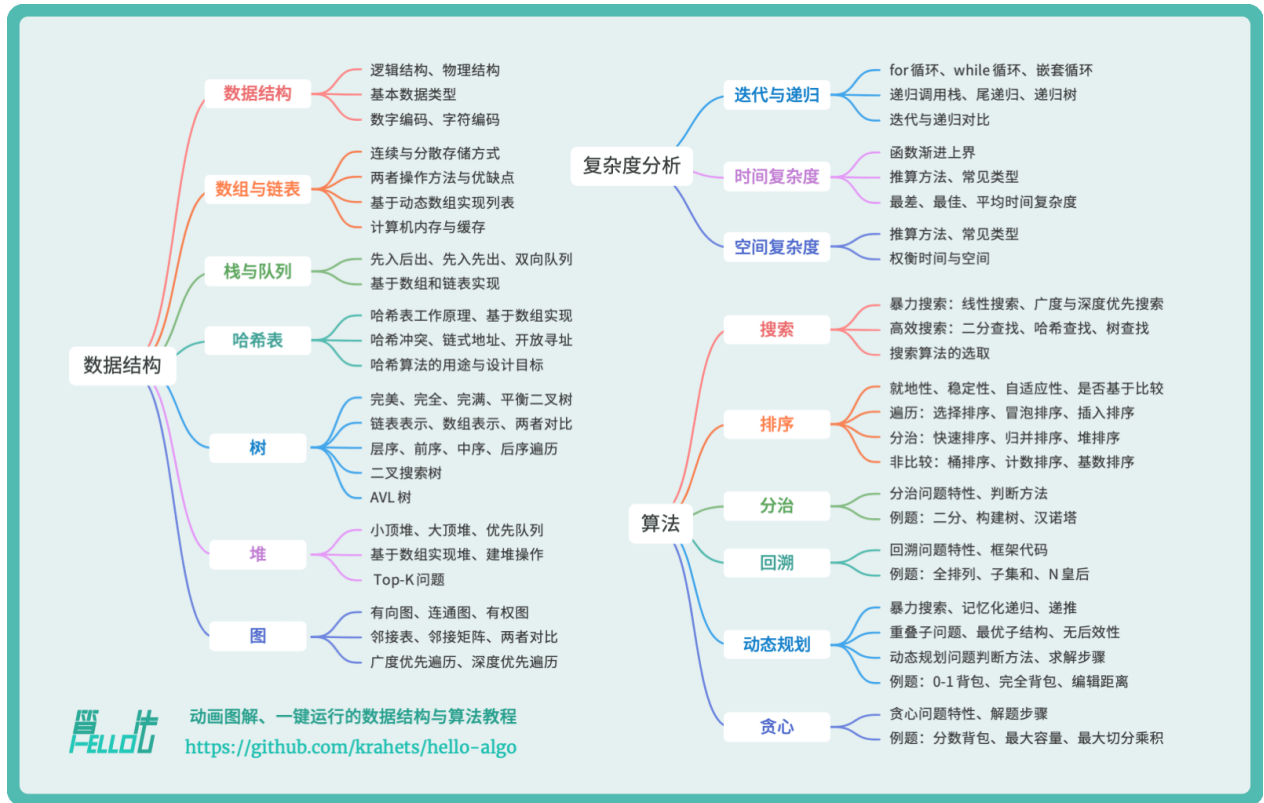 数据结构
数据结构
逻辑结构、物理结构
基本数据类型
数字编码、字符编码
数组与链表
连续与分散存储方式
两者操作方法与优缺点
基于动态数组实现列表
计算机内存与缓存
栈与队列
先入后出、先入先出、双向队列
基于数组和链表实现
哈希表
哈希表工作原理、基于数组实现
哈希冲突、链式地址、开放寻址
哈希算法的用途与设计目标
树
完美、完全、完满、平衡二叉树
链表表示、数组表示、两者对比
层序、前序、中序、后序遍历
二叉搜索树
AVL 树
堆
小顶堆、大顶堆、优先队列
基于数组实现堆、建堆操作
Top-K 问题
图
有向图、连通图、有权图
邻接表、邻接矩阵、两者对比
广度优先遍历、深度优先遍历
复杂度分析
迭代与递归
for 循环、while 循环、嵌套循环
递归调用栈、尾递归、递归树
迭代与递归对比
时间复杂度
函数渐进上界
推算方法、常见类型
最差、最佳、平均时间复杂度
空间复杂度
推算方法、常见类型
权衡时间与空间
算法
搜索
暴力搜索：线性搜索、广度与深度优先搜索
高效搜索：二分查找、哈希查找、树查找
搜索算法的选取
排序
就地性、稳定性、自适应性、是否基于比较
遍历：选择排序、冒泡排序、插入排序
分治：快速排序、归并排序、堆排序
非比较：桶排序、计数排序、基数排序
分治
分治问题特性、判断方法
例题：二分、构建树、汉诺塔
回溯
回溯问题特性、框架代码
例题：全排列、子集和、N 皇后
动态规划
暴力搜索、记忆化递归、递推
重叠子问题、最优子结构、无后效性
动态规划问题判断方法、求解步骤
例题：0-1 背包、完全背包、编辑距离
贪心
贪心问题特性、解题步骤
例题：分数背包、最大容量、最大切分乘积
HELLO 算法
动画图解、一键运行的数据结构与算法教程
https://github.com/krahets/hello-algo